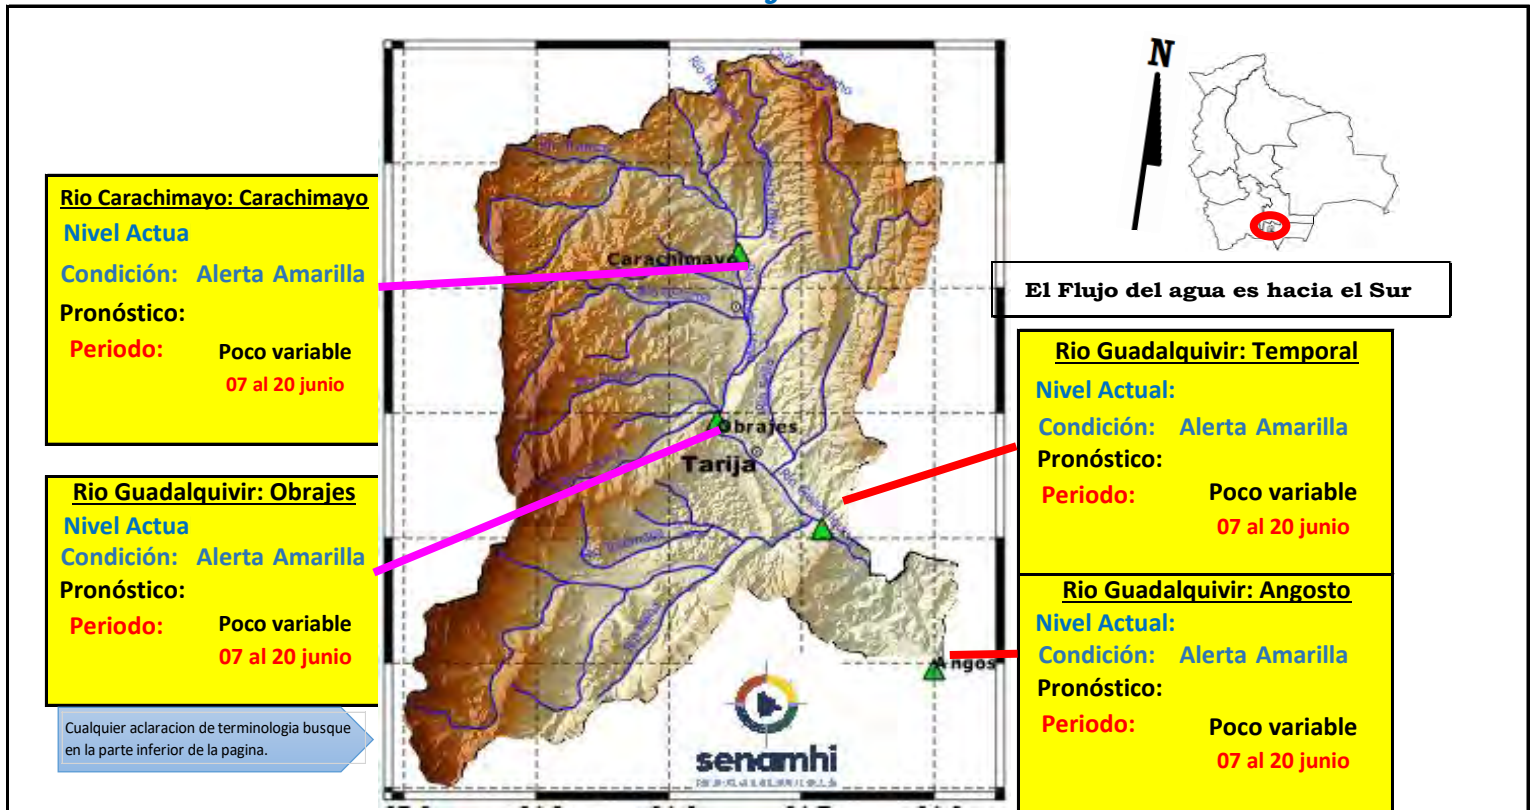 Rio Carachimayo: Carachimayo
Nivel Actua
Condición: Alerta Amarilla
Pronóstico:
Periodo: Poco variable
07 al 20 junio
Rio Guadalquivir: Obrajes
Nivel Actua
Condición: Alerta Amarilla
Pronóstico:
Periodo: Poco variable
07 al 20 junio
Cualquier aclaracion de terminologia busque
en la parte inferior de la pagina.
Carachimayo
Obrajes
Tarija
Angos
senamhi
N
El Flujo del agua es hacia el Sur
Rio Guadalquivir: Temporal
Nivel Actual:
Condición: Alerta Amarilla
Pronóstico:
Periodo: Poco variable
07 al 20 junio
Rio Guadalquivir: Angosto
Nivel Actual:
Condición: Alerta Amarilla
Pronóstico:
Periodo: Poco variable
07 al 20 junio